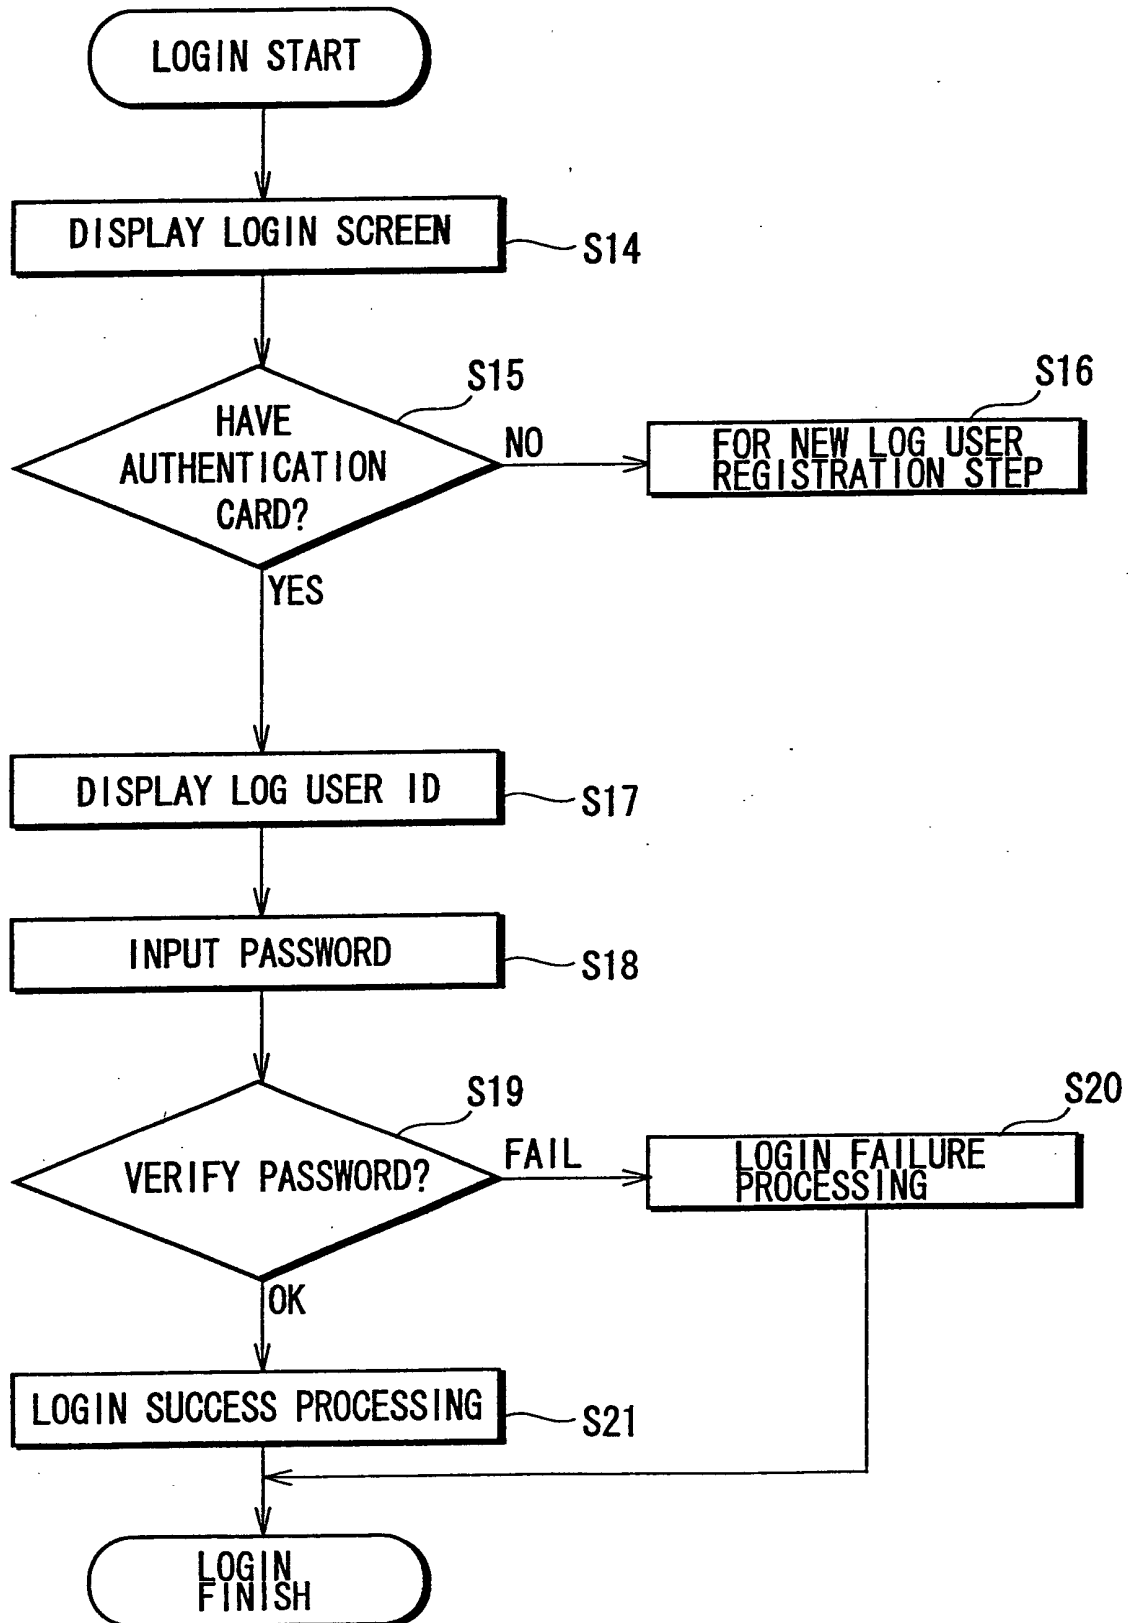 LOGIN START
DISPLAY LOGIN SCREEN
S14
S15
HAVE
AUTHENTICATION
CARD?
NO
S16
FOR NEW LOG USER
REGISTRATION STEP
YES
DISPLAY LOG USER ID
S17
INPUT PASSWORD
S18
S19
VERIFY PASSWORD?
FAIL
S20
LOGIN FAILURE
PROCESSING
OK
LOGIN SUCCESS PROCESSING
S21
LOGIN
FINISH